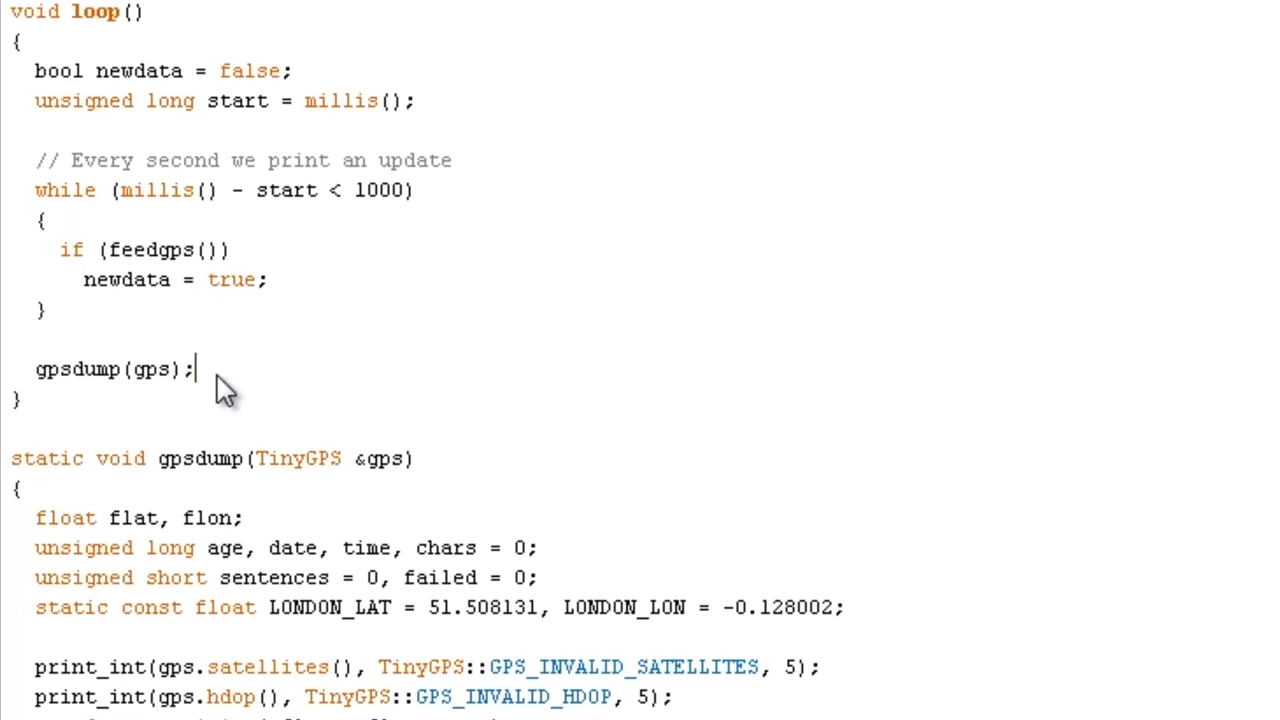 void loop()
{
  bool newdata = false;
  unsigned long start = millis();
  // Every second we print an update
  while (millis() - start < 1000)
  {
    if (feedgps())
      newdata = true;
  }
  gpsdump(gps);
}
static void gpsdump(TinyGPS &gps)
{
  float flat, flon;
  unsigned long age, date, time, chars = 0;
  unsigned short sentences = 0, failed = 0;
  static const float LONDON_LAT = 51.508131, LONDON_LON = -0.128002;
  print_int(gps.satellites(), TinyGPS::GPS_INVALID_SATELLITES, 5);
  print_int(gps.hdop(), TinyGPS::GPS_INVALID_HDOP, 5);